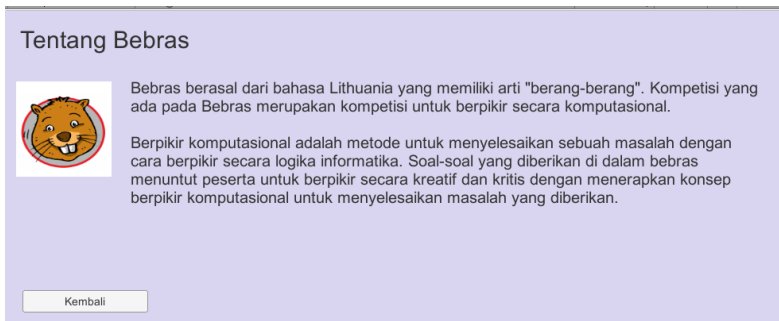 Tentang Bebras
Bebras berasal dari bahasa Lithuania yang memiliki arti "berang-berang". Kompetisi yang
ada pada Bebras merupakan kompetisi untuk berpikir secara komputasional.
Berpikir komputasional adalah metode untuk menyelesaikan sebuah masalah dengan
cara berpikir secara logika informatika. Soal-soal yang diberikan di dalam bebras
menuntut peserta untuk berpikir secara kreatif dan kritis dengan menerapkan konsep
berpikir komputasional untuk menyelesaikan masalah yang diberikan.
Kembali